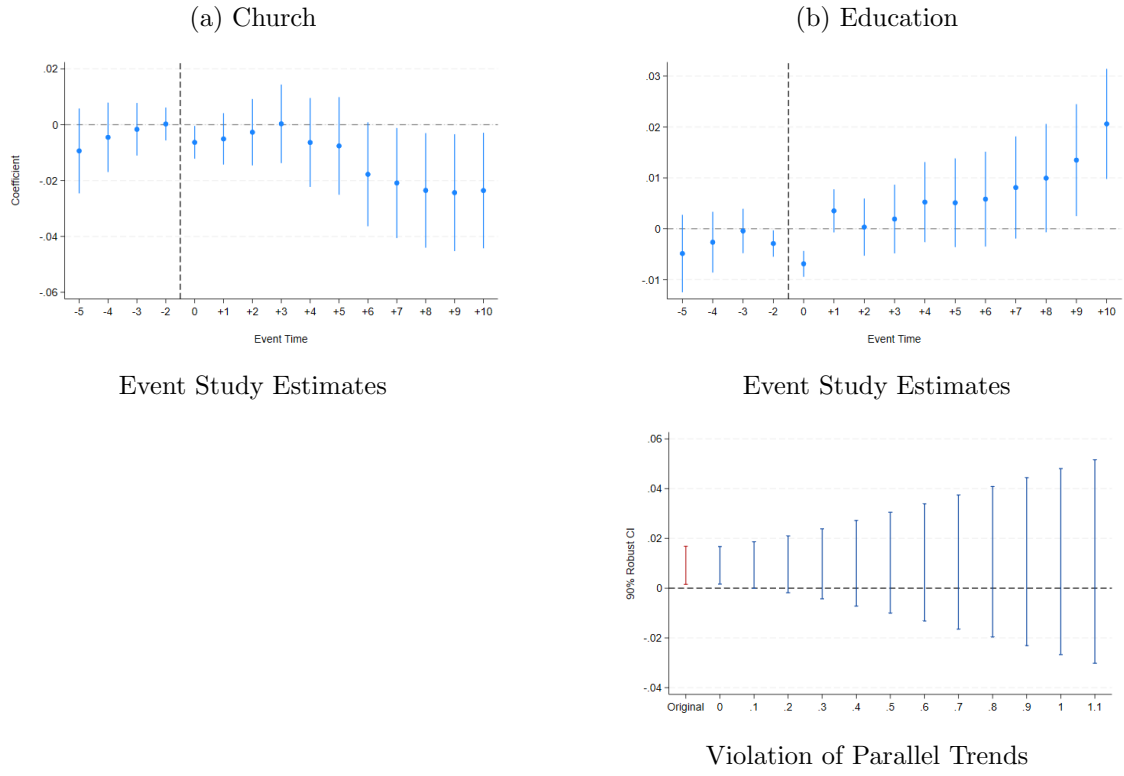 (a) Church
.02
0
-.02
-.04
-.06
Coefficient
-5 -4 -3 -2 0 +1 +2 +3 +4 +5 +6 +7 +8 +9 +10
Event Time
Event Study Estimates
(b) Education
.03
.02
.01
0
-.01
-5 -4 -3 -2 0 +1 +2 +3 +4 +5 +6 +7 +8 +9 +10
Event Time
Event Study Estimates
.06
.04
.02
0
-.02
-.04
90% Robust CI
Original 0 .1 .2 .3 .4 .5 .6 .7 .8 .9 1 1.1
Violation of Parallel Trends